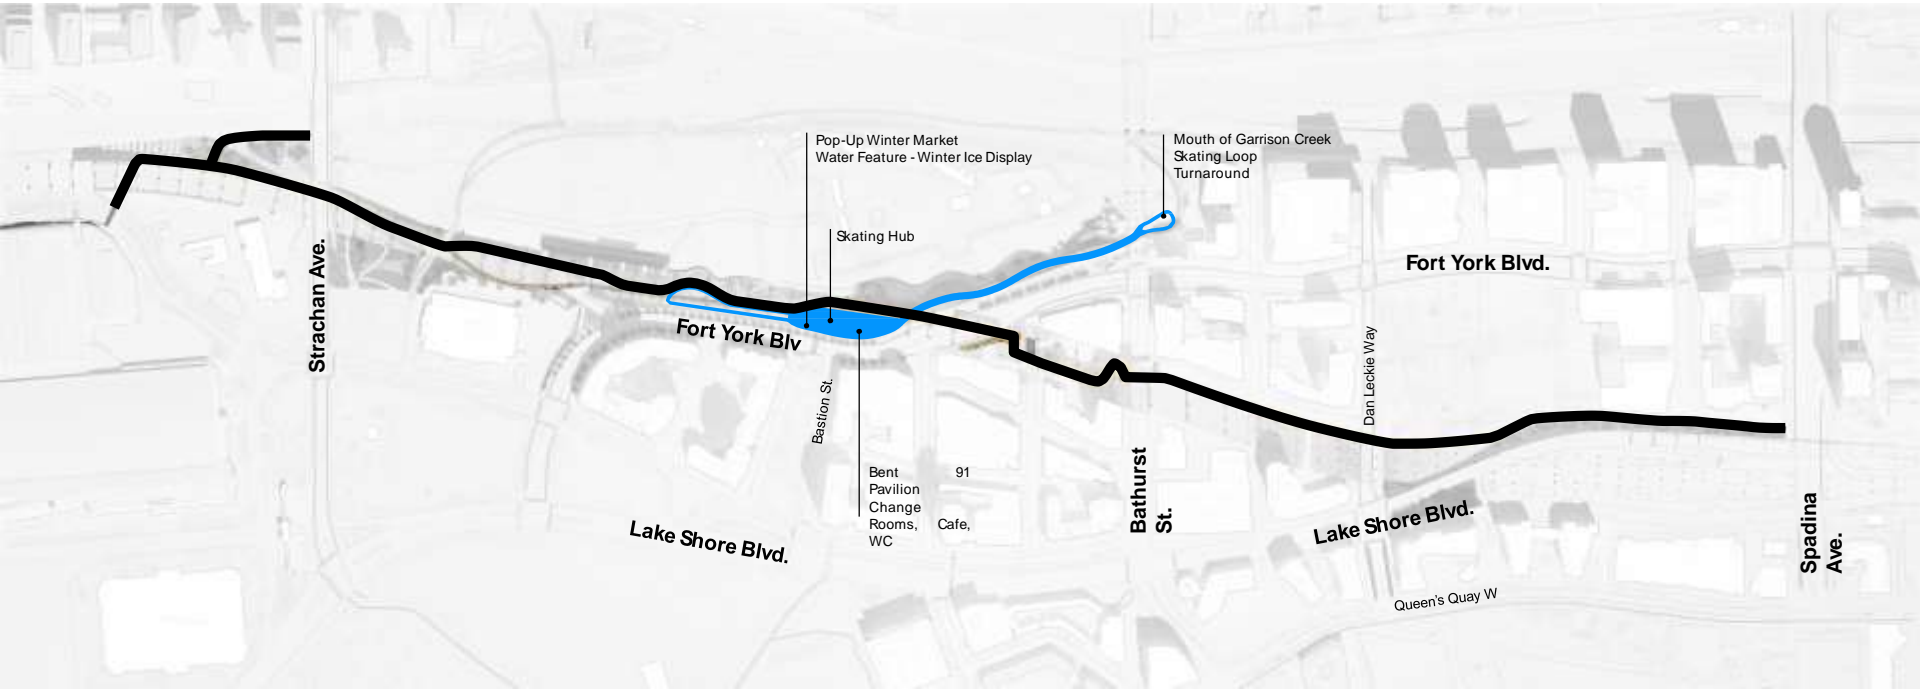 Pop-Up Winter Market
Water Feature - Winter Ice Display
Mouth of Garrison Creek
Skating Loop
Turnaround
Skating Hub
Strachan Ave.
Fort York Blvd.
Fort York Blv
Bastion St.
Dan Leckie Way
Bent 91
Pavilion
Change
Rooms, Cafe,
WC
Bathurst
St.
Lake Shore Blvd.
Lake Shore Blvd.
Spadina
Ave.
Queen's Quay W